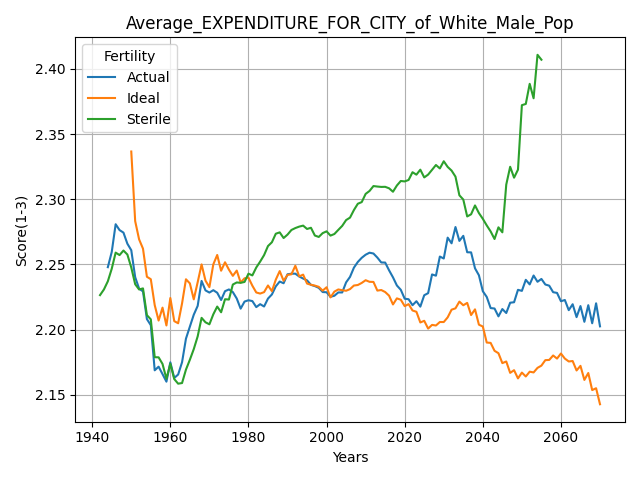 Average_EXPENDITURE_FOR_CITY_of_White_Male_Pop
Fertility
Actual
Ideal
Sterile
Score(1-3)
2.40
2.35
2.30
2.25
2.20
2.15
1940
1960
1980
2000
2020
2040
2060
Years